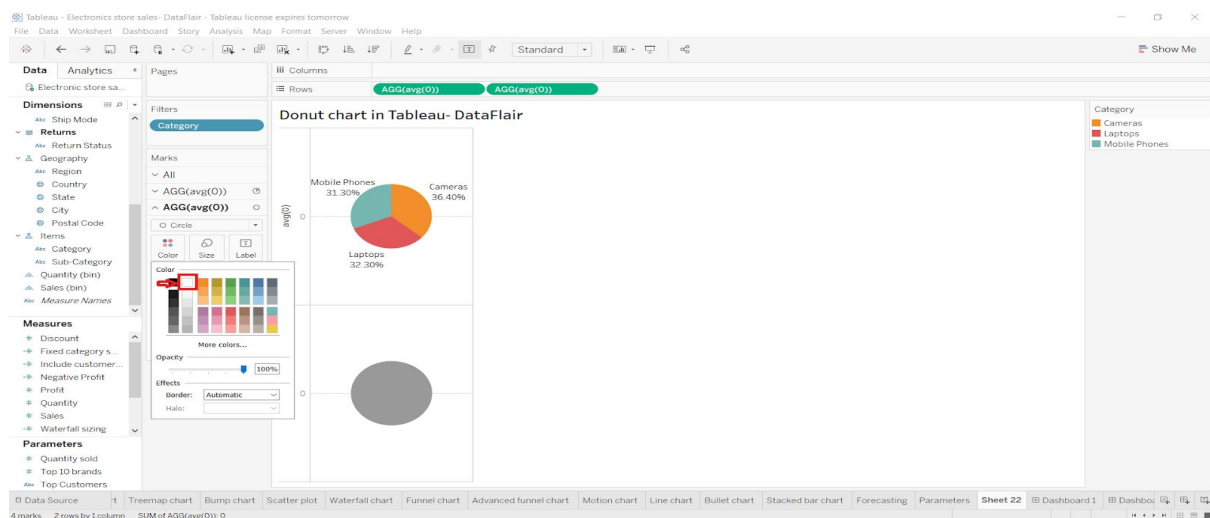 Tableau - Electronics store sales- DataFlair - Tableau license expires tomorrow
File Data Worksheet Dashboard Story Analysis Map Format Server Window Help
Standard
Show Me
Data Analytics
Electronic store sa...
Dimensions
Abc Ship Mode
Returns
Abc Return Status
Geography
Abc Region
Country
State
City
Postal Code
Items
Abc Category
Abc Sub-Category
Quantity (bin)
Sales (bin)
Abc Measure Names
Measures
Discount
Fixed category s...
Include customer...
Negative Profit
Profit
Quantity
Sales
Waterfall sizing
Parameters
Quantity sold
Top 10 brands
Abc Top Customers
Pages
Filters
Category
Marks
All
AGG(avg(0))
AGG(avg(0))
Circle
Color Size Label
Color
More colors...
Opacity
100%
Effects
Border: Automatic
Halo:
Columns
Rows AGG(avg(0)) AGG(avg(0))
Donut chart in Tableau- DataFlair
Mobile Phones
31.30%
Cameras
36.40%
Laptops
32.30%
avg(0)
0
0
Category
Cameras
Laptops
Mobile Phones
Data Source rt Treemap chart Bump chart Scatter plot Waterfall chart Funnel chart Advanced funnel chart Motion chart Line chart Bullet chart Stacked bar chart Forecasting Parameters Sheet 22 Dashboard 1 Dashboa
4 marks 2 rows by 1 column SUM of AGG(avg(0)): 0